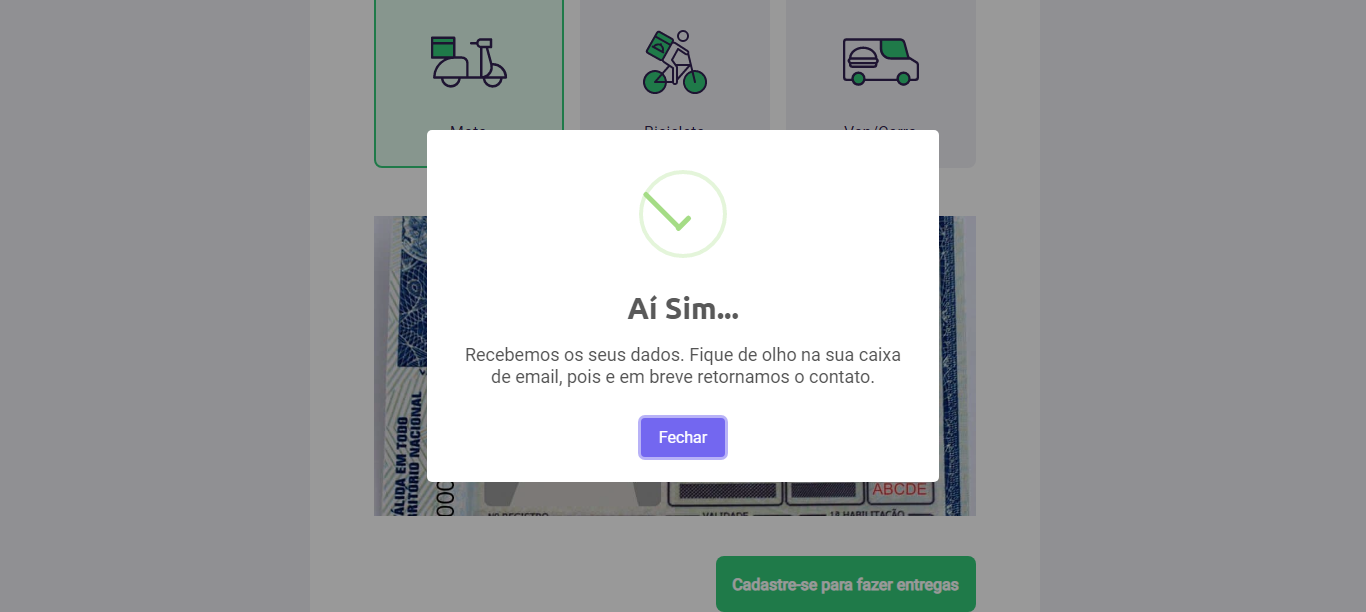 Moto
Bicicleta
Van/Carro
Aí Sim...
Recebemos os seus dados. Fique de olho na sua caixa
de email, pois e em breve retornamos o contato.
Fechar
VÁLIDA EM TODO
TERRITÓRIO NACIONAL
ABCDE
Nº REGISTRO
VALIDADE
1ª HABILITAÇÃO
Cadastre-se para fazer entregas